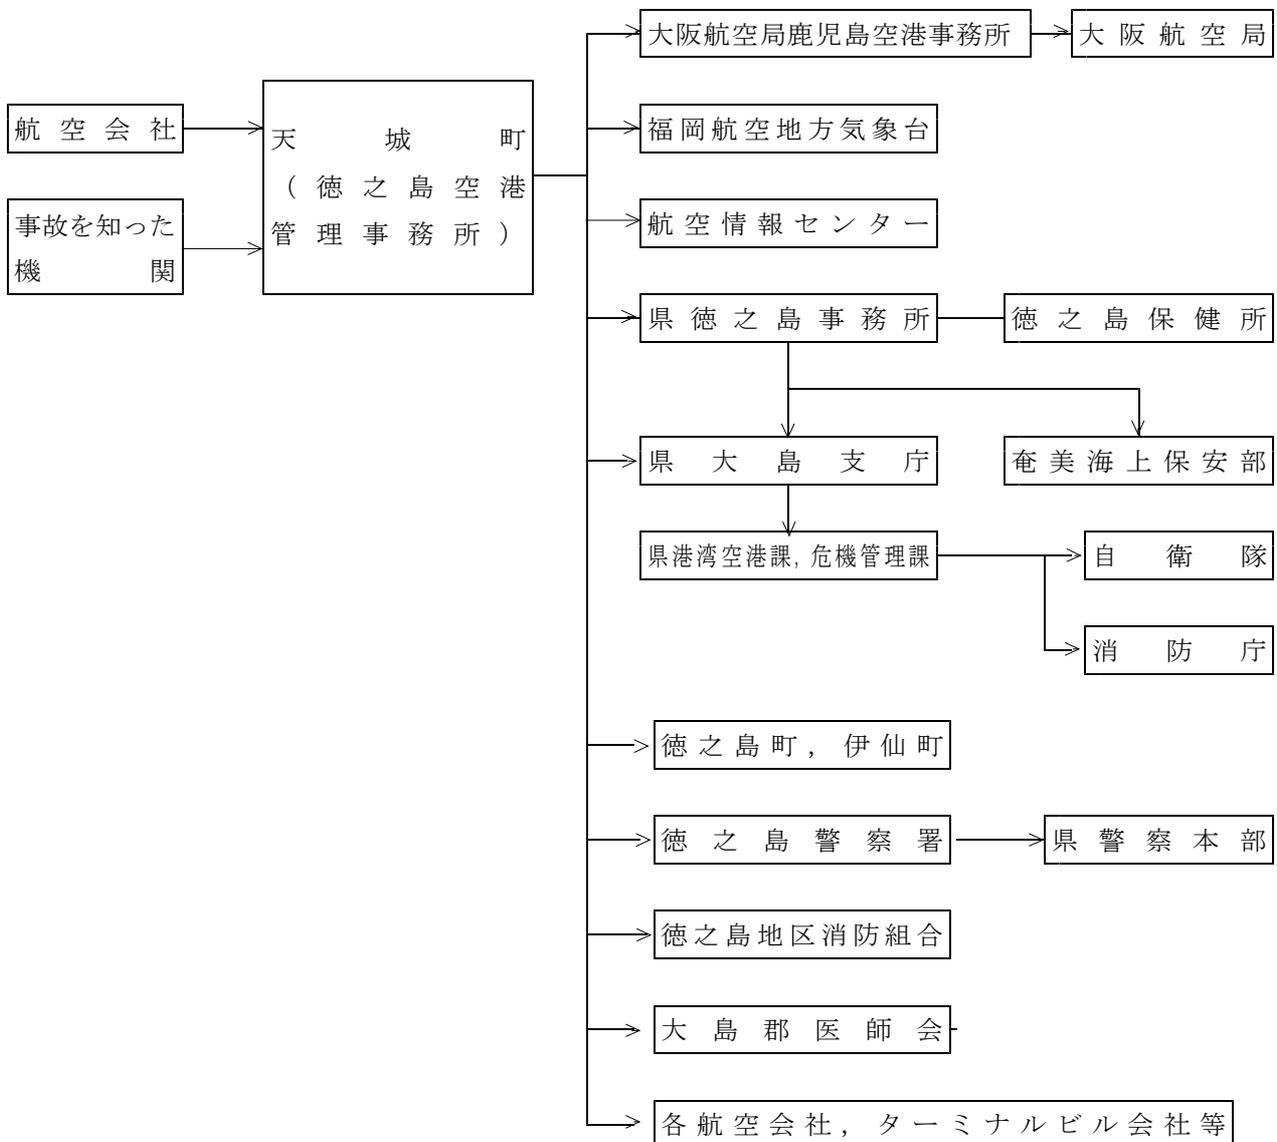 大阪航空局鹿児島空港事務所
大阪航空局
航空会社
福岡航空地方気象台
天城町
（徳之島空港
管理事務所）
事故を知った
機関
航空情報センター
県徳之島事務所
徳之島保健所
県大島支庁
奄美海上保安部
県港湾空港課，危機管理課
自衛隊
消防庁
徳之島町，伊仙町
徳之島警察署
県警察本部
徳之島地区消防組合
大島郡医師会
各航空会社，ターミナルビル会社等